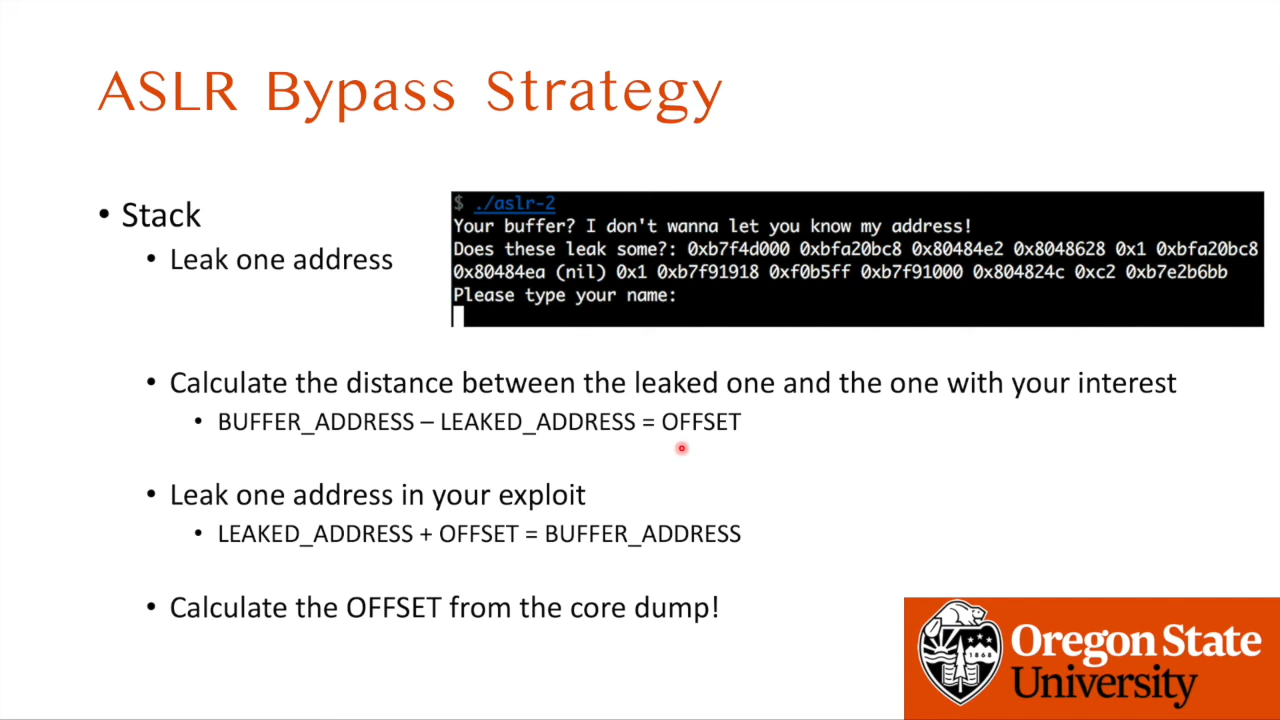 ASLR Bypass Strategy
• Stack
• Leak one address
$ ./aslr-2
Your buffer? I don't wanna let you know my address!
Does these leak some?: 0xb7f4d000 0xbfa20bc8 0x80484e2 0x8048628 0x1 0xbfa20bc8
0x80484ea (nil) 0x1 0xb7f91918 0xf0b5ff 0xb7f91000 0x804824c 0xc2 0xb7e2b6bb
Please type your name:
• Calculate the distance between the leaked one and the one with your interest
• BUFFER_ADDRESS – LEAKED_ADDRESS = OFFSET
• Leak one address in your exploit
• LEAKED_ADDRESS + OFFSET = BUFFER_ADDRESS
• Calculate the OFFSET from the core dump!
1868
Oregon State
University